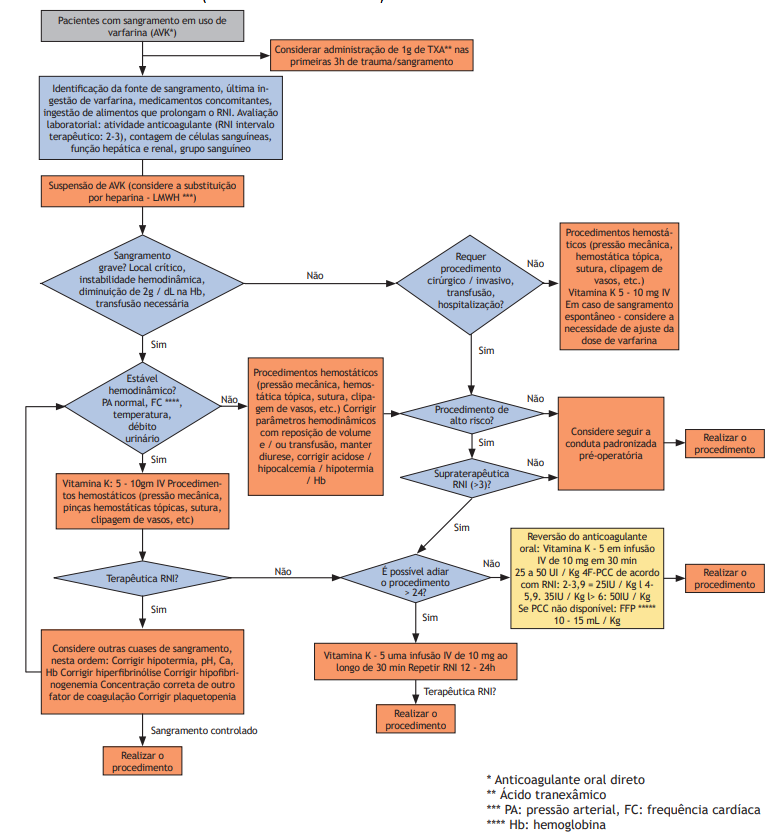 Pacientes com sangramento em uso de
varfarina (AVK*)
Considerar administração de 1g de TXA** nas
primeiras 3h de trauma/sangramento
Identificação da fonte de sangramento, última in-
gestão de varfarina, medicamentos concomitantes,
ingestão de alimentos que prolongam o RNI. Avaliação
laboratorial: atividade anticoagulante (RNI intervalo
terapêutico: 2-3), contagem de células sanguíneas,
função hepática e renal, grupo sanguíneo
Suspensão de AVK (considere a substituição
por heparina - LMWH ***)
Sangramento
grave? Local crítico,
instabilidade hemodinâmica,
diminuição de 2g / dL na Hb,
transfusão necessária
Não
Requer
procedimento
cirúrgico / invasivo,
transfusão,
hospitalização?
Não
Procedimentos hemostá-
ticos (pressão mecânica,
hemostática tópica,
sutura, clipagem de
vasos, etc.)
Vitamina K 5 - 10 mg IV
Em caso de sangramento
espontâneo - considere a
necessidade de ajuste da
dose de varfarina
Sim
Sim
Estável
hemodinâmico?
PA normal, FC ****,
temperatura,
débito
urinário
Não
Procedimentos hemostáticos
(pressão mecânica, hemos-
tática tópica, sutura, clipa-
gem de vasos, etc.) Corrigir
parâmetros hemodinâmicos
com reposição de volume
e / ou transfusão, manter
diurese, corrigir acidose /
hipocalcemia / hipotermia
/ Hb
Procedimento de
alto risco?
Não
Considere seguir a
conduta padronizada
pré-operatória
Realizar o
procedimento
Sim
Sim
Supraterapêutica
RNI (>3)?
Não
Vitamina K: 5 - 10gm IV Procedimen-
tos hemostáticos (pressão mecânica,
pinças hemostáticas tópicas, sutura,
clipagem de vasos, etc)
Sim
Terapêutica RNI?
Não
É possível adiar
o procedimento
> 24?
Não
Reversão do anticoagulante
oral: Vitamina K - 5 em infusão
IV de 10 mg em 30 min
25 a 50 UI / Kg 4F-PCC de acordo
com RNI: 2-3,9 = 25IU / Kg l 4-
5,9. 35IU / Kg l> 6: 50IU / Kg
Se PCC não disponível: FFP *****
10 - 15 mL / Kg
Realizar o
procedimento
Sim
Sim
Considere outras cuases de sangramento,
nesta ordem: Corrigir hipotermia, pH, Ca,
Hb Corrigir hiperfibrinólise Corrigir hipofibri-
nogenemia Concentração correta de outro
fator de coagulação Corrigir plaquetopenia
Vitamina K - 5 uma infusão IV de 10 mg ao
longo de 30 min Repetir RNI 12 - 24h
Terapêutica RNI?
Realizar o
procedimento
Sangramento controlado
Realizar o
procedimento
* Anticoagulante oral direto
** Ácido tranexâmico
*** PA: pressão arterial, FC: frequência cardíaca
**** Hb: hemoglobina